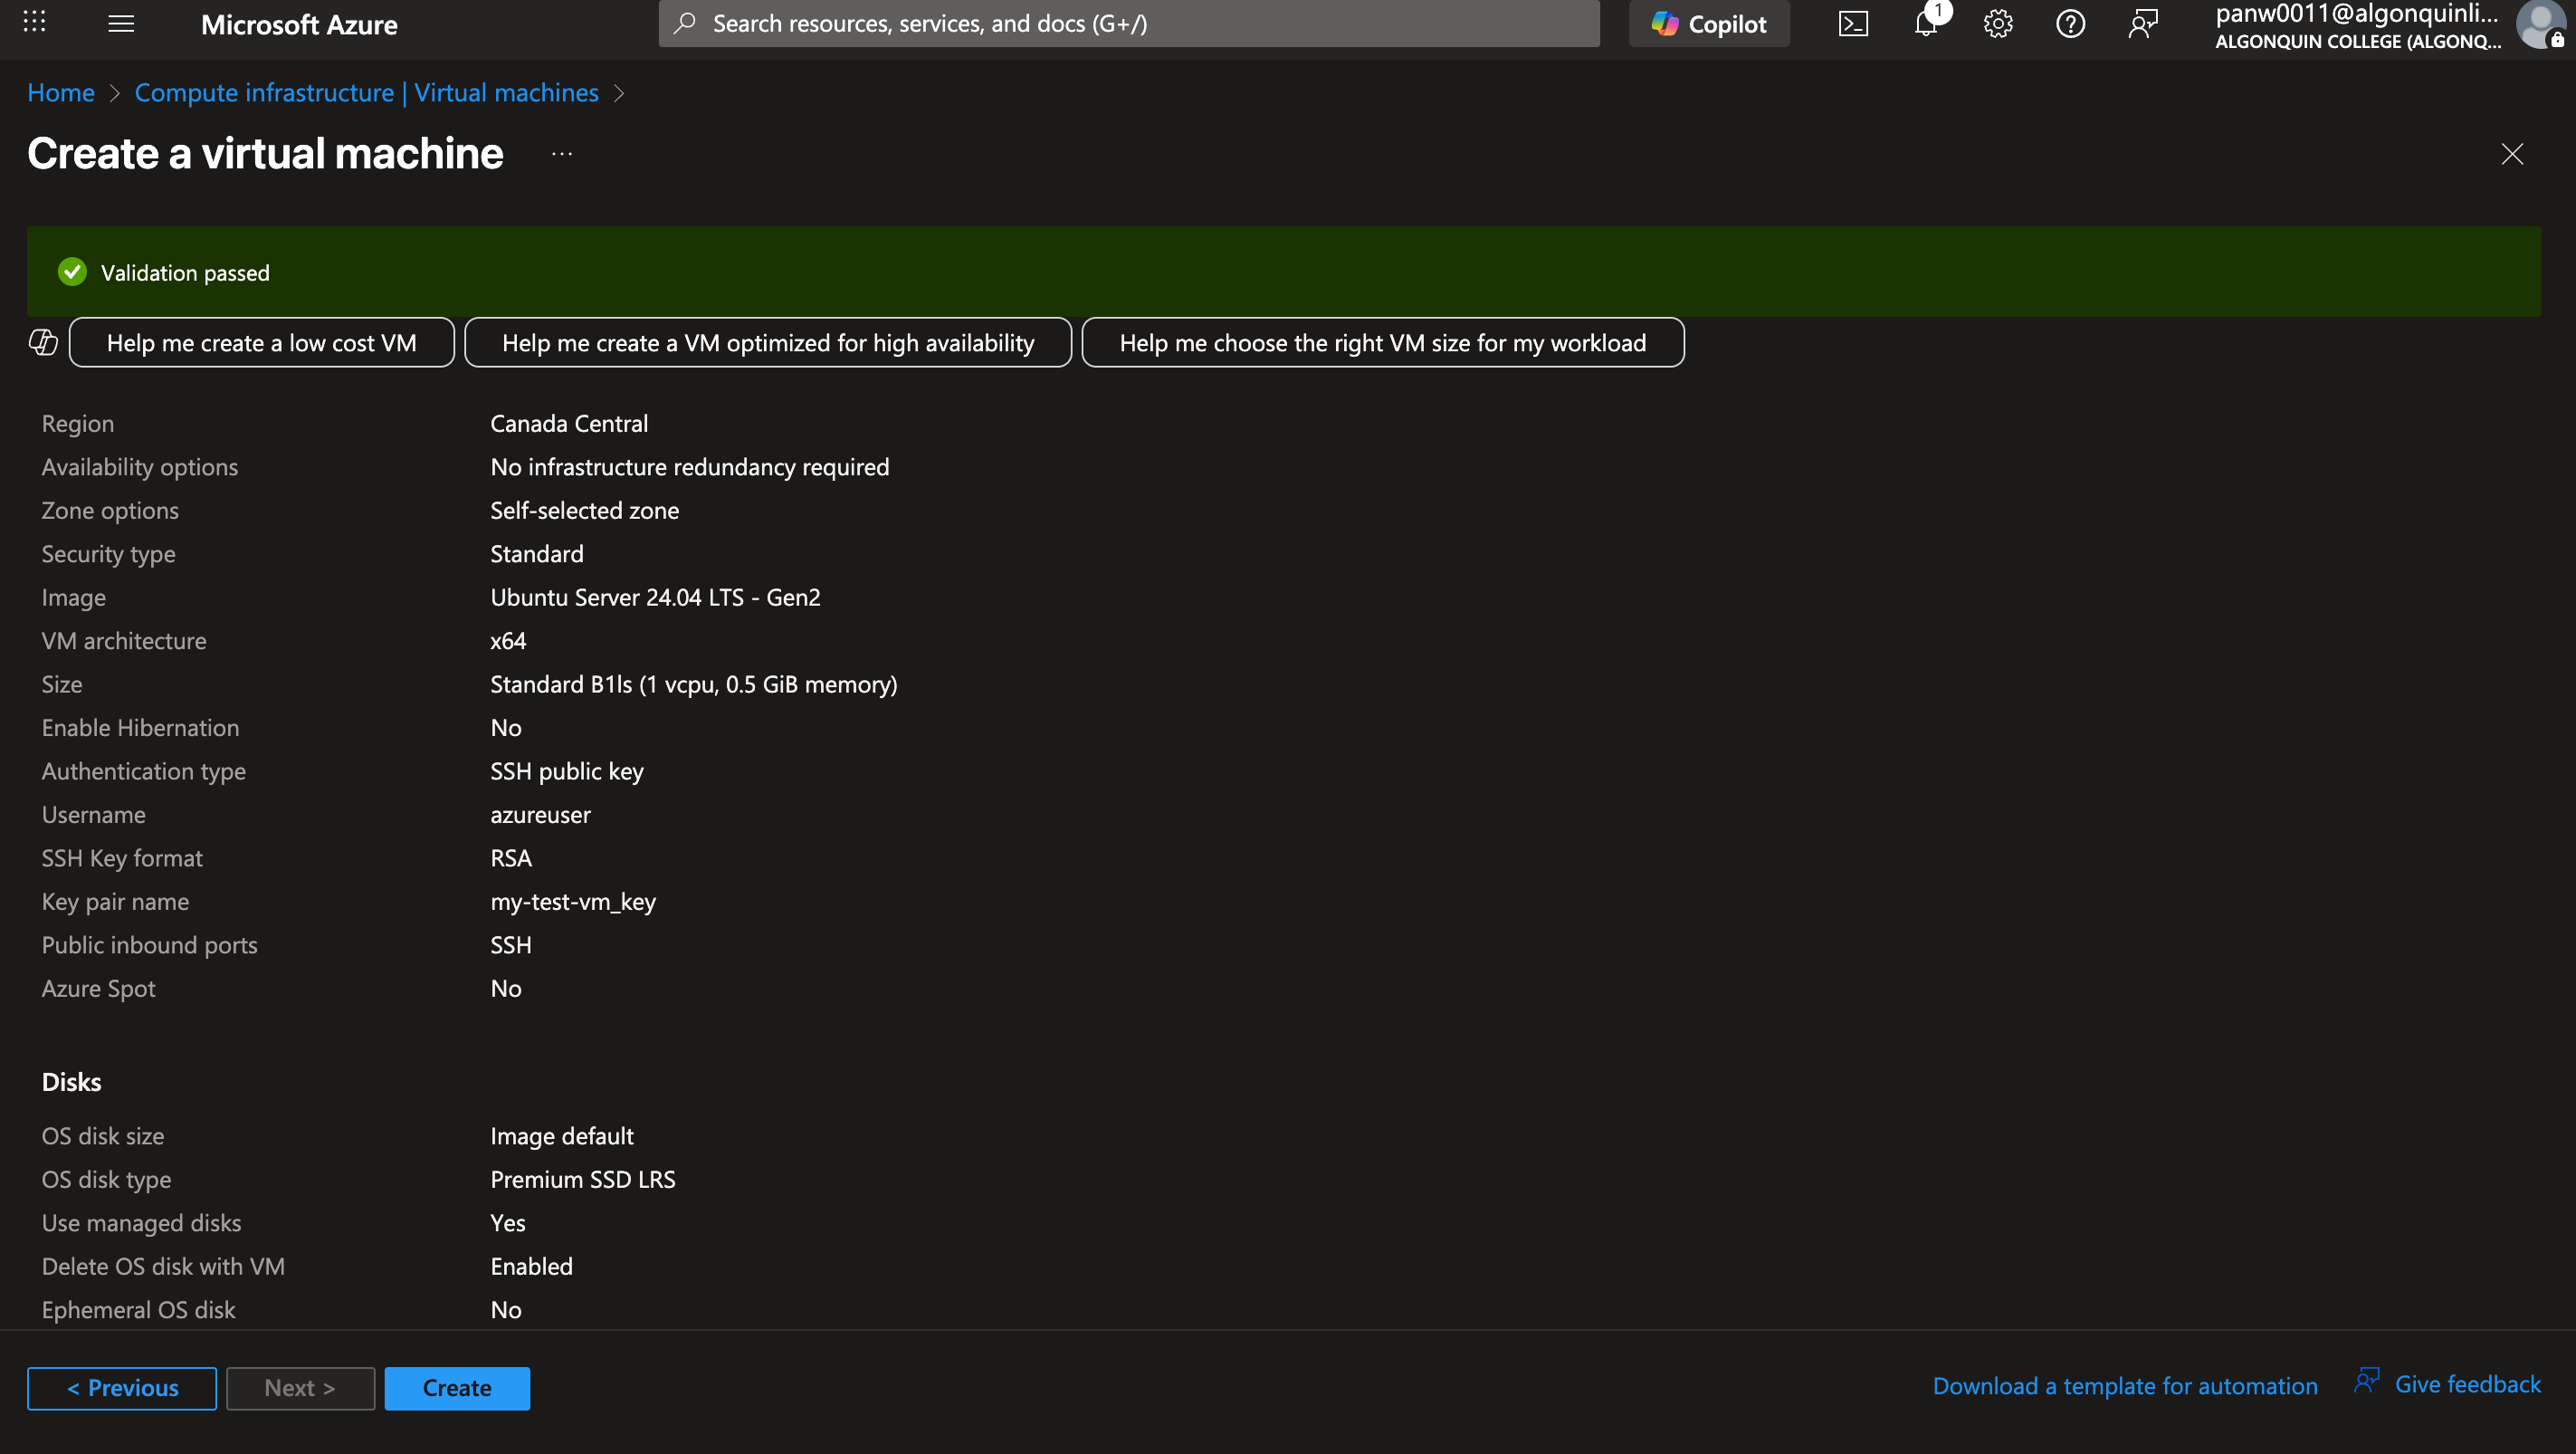 Microsoft Azure
Search resources, services, and docs (G+/)
Copilot
1
panw0011@algonquinli...
ALGONQUIN COLLEGE (ALGONQ...
Home > Compute infrastructure | Virtual machines >
Create a virtual machine ...
Validation passed
Help me create a low cost VM
Help me create a VM optimized for high availability
Help me choose the right VM size for my workload
Region Canada Central
Availability options No infrastructure redundancy required
Zone options Self-selected zone
Security type Standard
Image Ubuntu Server 24.04 LTS - Gen2
VM architecture x64
Size Standard B1ls (1 vcpu, 0.5 GiB memory)
Enable Hibernation No
Authentication type SSH public key
Username azureuser
SSH Key format RSA
Key pair name my-test-vm_key
Public inbound ports SSH
Azure Spot No
Disks
OS disk size Image default
OS disk type Premium SSD LRS
Use managed disks Yes
Delete OS disk with VM Enabled
Ephemeral OS disk No
< Previous
Next >
Create
Download a template for automation
Give feedback